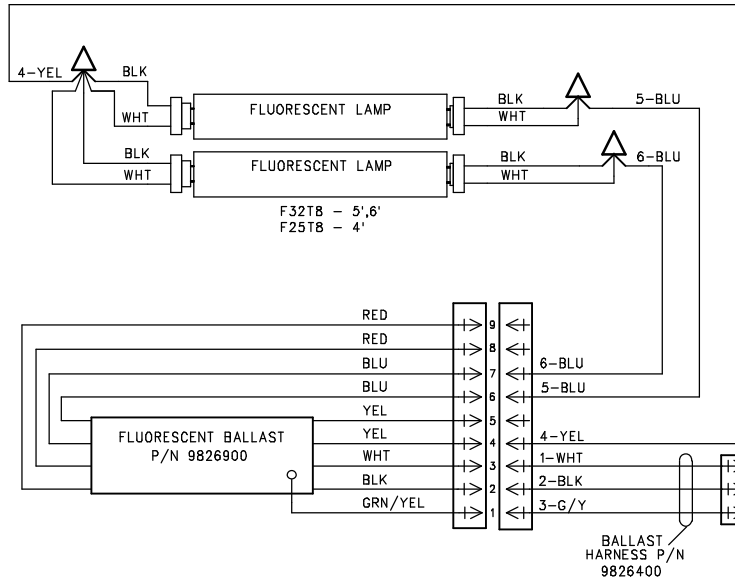 4-YEL
BLK
WHT
FLUORESCENT LAMP
BLK
WHT
5-BLU
BLK
WHT
FLUORESCENT LAMP
BLK
WHT
6-BLU
F32T8 - 5',6'
F25T8 - 4'
RED
9
RED
8
BLU
7
6-BLU
BLU
6
5-BLU
YEL
5
FLUORESCENT BALLAST
P/N 9826900
YEL
4
4-YEL
WHT
3
1-WHT
BLK
2
2-BLK
GRN/YEL
1
3-G/Y
BALLAST
HARNESS P/N
9826400